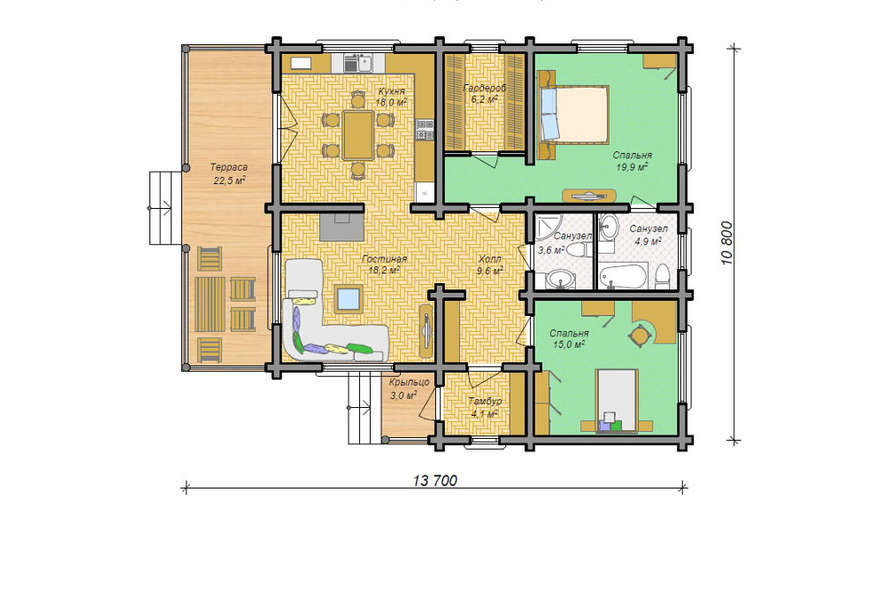 Кухня
18,0 м²
Гардероб
6,2 м²
Спальня
19,9 м²
Терраса
22,5 м²
Гостиная
18,2 м²
Холл
9,6 м²
Санузел
3,6 м²
Санузел
4,9 м²
10 800
Спальня
15,0 м²
Крыльцо
3,0 м²
Тамбур
4,1 м²
13 700